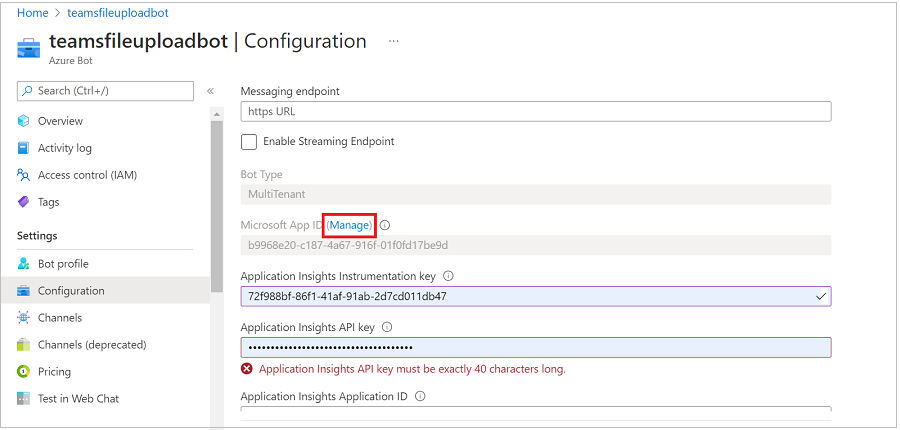 Home > teamsfileuploadbot
teamsfileuploadbot | Configuration ...
Azure Bot
Search (Ctrl+/)
«
Overview
Activity log
Access control (IAM)
Tags
Settings
Bot profile
Configuration
Channels
Channels (deprecated)
Pricing
Test in Web Chat
Messaging endpoint
https URL
Enable Streaming Endpoint
Bot Type
MultiTenant
Microsoft App ID (Manage)
b9968e20-c187-4a67-916f-01f0fd17be9d
Application Insights Instrumentation key
72f988bf-86f1-41af-91ab-2d7cd011db47
Application Insights API key
•••••••••••••••••••••••••••••••••••••
Application Insights API key must be exactly 40 characters long.
Application Insights Application ID